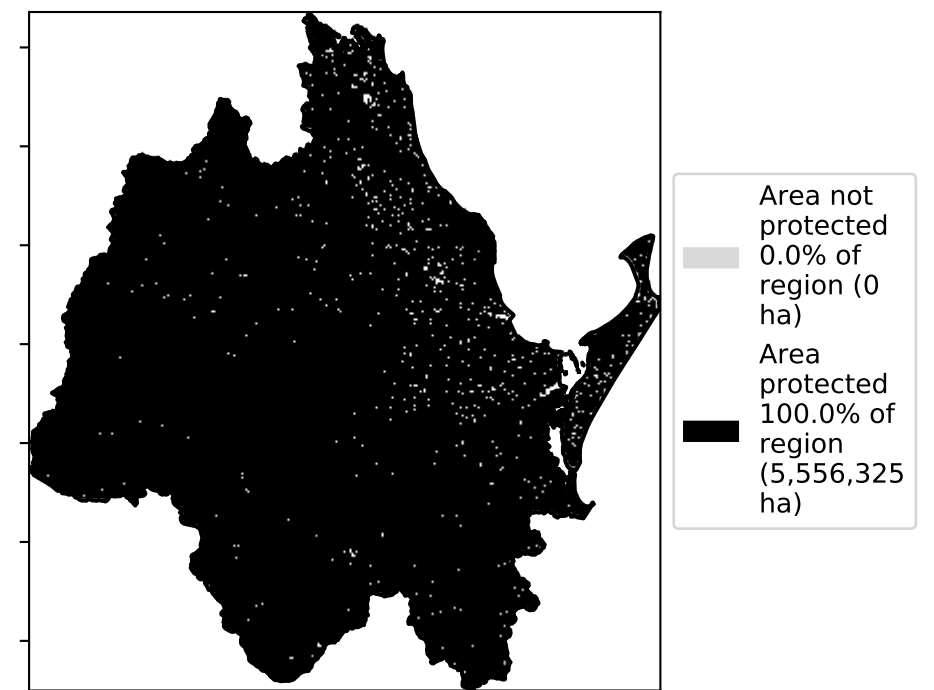 Area not
protected
0.0% of
region (0
ha)
Area
protected
100.0% of
region
(5,556,325
ha)